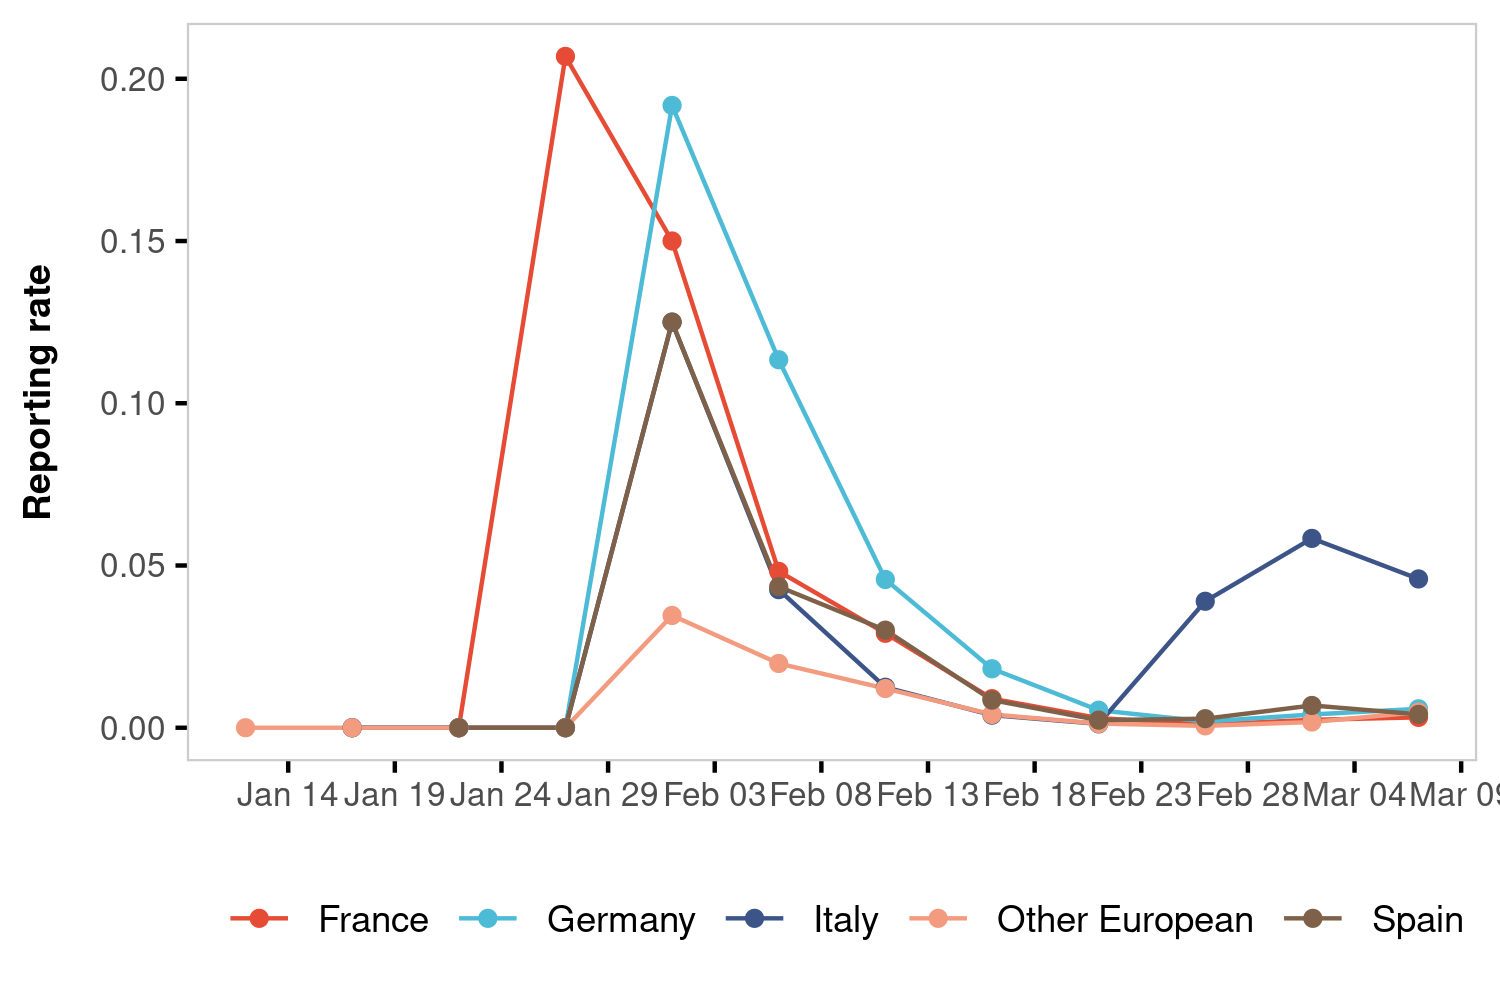 Reporting rate
0.20
0.15
0.10
0.05
0.00
Jan 14 Jan 19 Jan 24 Jan 29 Feb 03 Feb 08 Feb 13 Feb 18 Feb 23 Feb 28 Mar 04 Mar 09
France Germany Italy Other European Spain